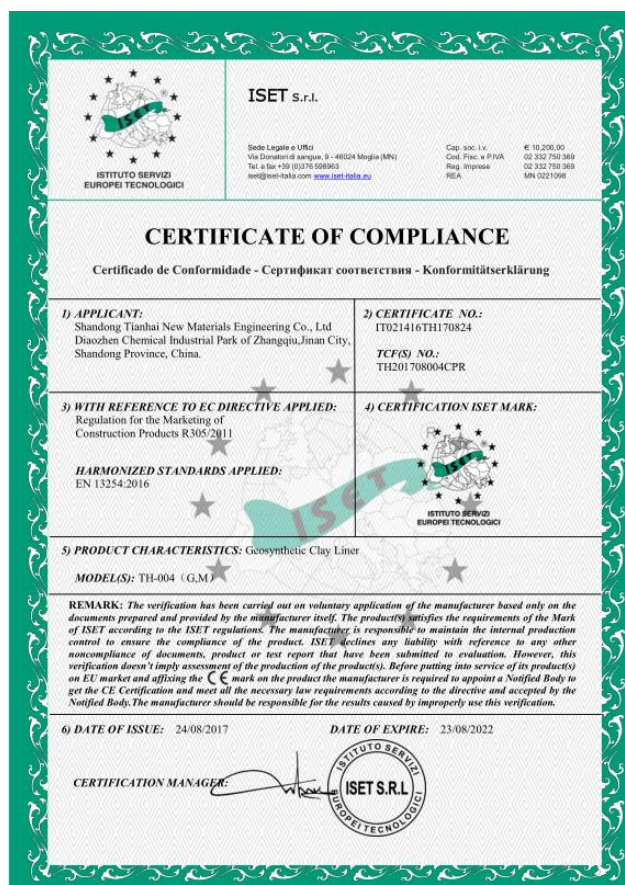 ISET
ISTITUTO SERVIZI
EUROPEI TECNOLOGICI
ISET S.r.l.
Sede Legale e Uffici
Via Donatori di sangue, 9 - 46024 Moglia (MN)
Tel. e fax +39 (0)376 598963
iset@iset-italia.com www.iset-italia.eu
Cap. soc. i.v. € 10.200,00
Cod. Fisc. e P.IVA 02 332 750 369
Reg. Imprese 02 332 750 369
REA MN 0221098
CERTIFICATE OF COMPLIANCE
Certificado de Conformidade - Сертификат соответствия - Konformitätserklärung
1) APPLICANT:
Shandong Tianhai New Materials Engineering Co., Ltd
Diaozhen Chemical Industrial Park of Zhangqiu,Jinan City,
Shandong Province, China.
2) CERTIFICATE NO.:
IT021416TH170824
TCF(S) NO.:
TH201708004CPR
3) WITH REFERENCE TO EC DIRECTIVE APPLIED:
Regulation for the Marketing of
Construction Products R305/2011
HARMONIZED STANDARDS APPLIED:
EN 13254:2016
4) CERTIFICATION ISET MARK:
ISET
ISTITUTO SERVIZI
EUROPEI TECNOLOGICI
ISET
5) PRODUCT CHARACTERISTICS: Geosynthetic Clay Liner
MODEL(S): TH-004（G,M）
REMARK: The verification has been carried out on voluntary application of the manufacturer based only on the
documents prepared and provided by the manufacturer itself. The product(s) satisfies the requirements of the Mark
of ISET according to the ISET regulations. The manufacturer is responsible to maintain the internal production
control to ensure the compliance of the product. ISET declines any liability with reference to any other
noncompliance of documents, product or test report that have been submitted to evaluation. However, this
verification doesn't imply assessment of the production of the product(s). Before putting into service of its product(s)
on EU market and affixing the CE mark on the product the manufacturer is required to appoint a Notified Body to
get the CE Certification and meet all the necessary law requirements according to the directive and accepted by the
Notified Body.The manufacturer should be responsible for the results caused by improperly use this verification.
6) DATE OF ISSUE: 24/08/2017
DATE OF EXPIRE: 23/08/2022
CERTIFICATION MANAGER:
ISTITUTO SERVIZI
ISET S.R.L
EUROPEI TECNOLOGICI